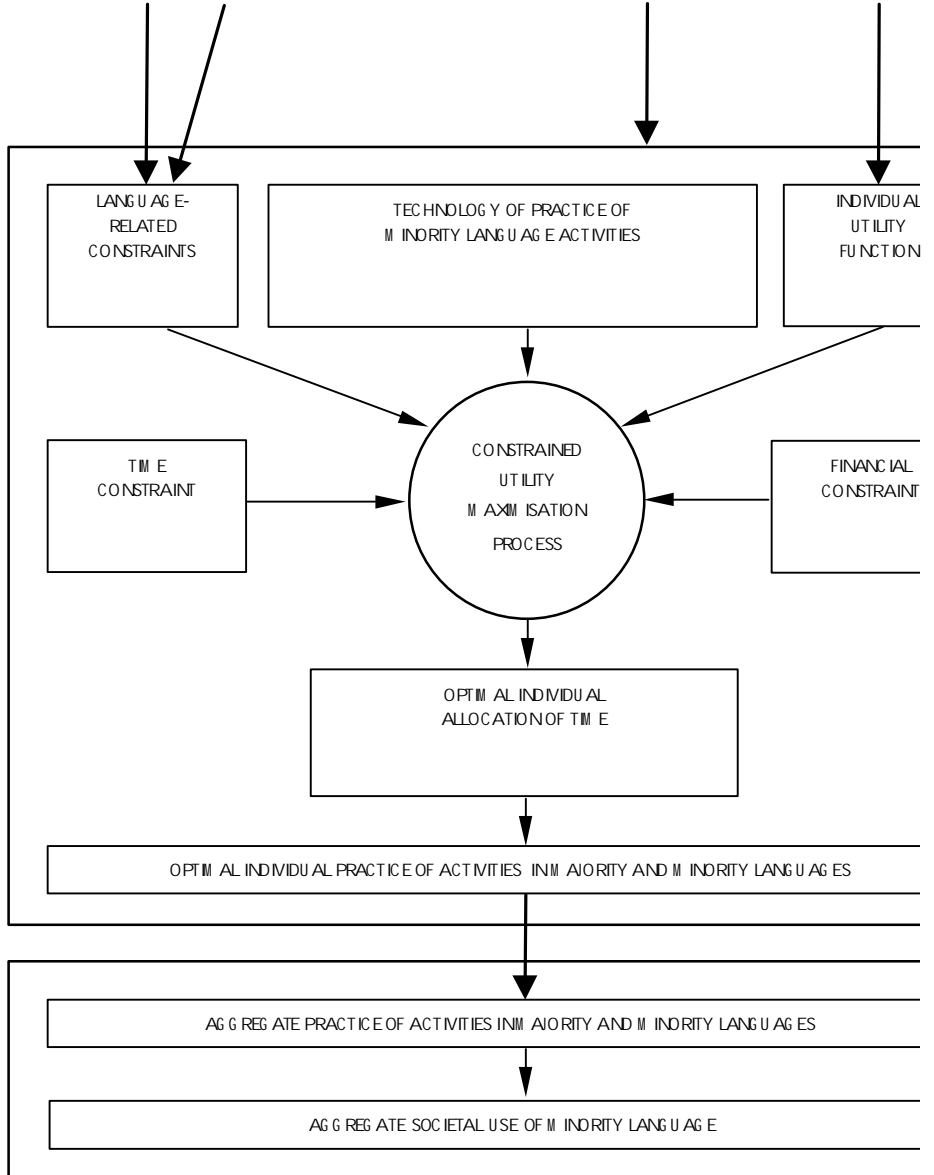 LANGUAGE-
RELATED
CONSTRAINTS
TECHNOLOGY OF PRACTICE OF
MINORITY LANGUAGE ACTIVITIES
INDIVIDUAL
UTILITY
FUNCTION
TIME
CONSTRAINT
CONSTRAINED
UTILITY
MAXIMISATION
PROCESS
FINANCIAL
CONSTRAINT
OPTIMAL INDIVIDUAL
ALLOCATION OF TIME
OPTIMAL INDIVIDUAL PRACTICE OF ACTIVITIES IN MAJORITY AND MINORITY LANGUAGES
AGGREGATE PRACTICE OF ACTIVITIES IN MAJORITY AND MINORITY LANGUAGES
AGGREGATE SOCIETAL USE OF MINORITY LANGUAGE